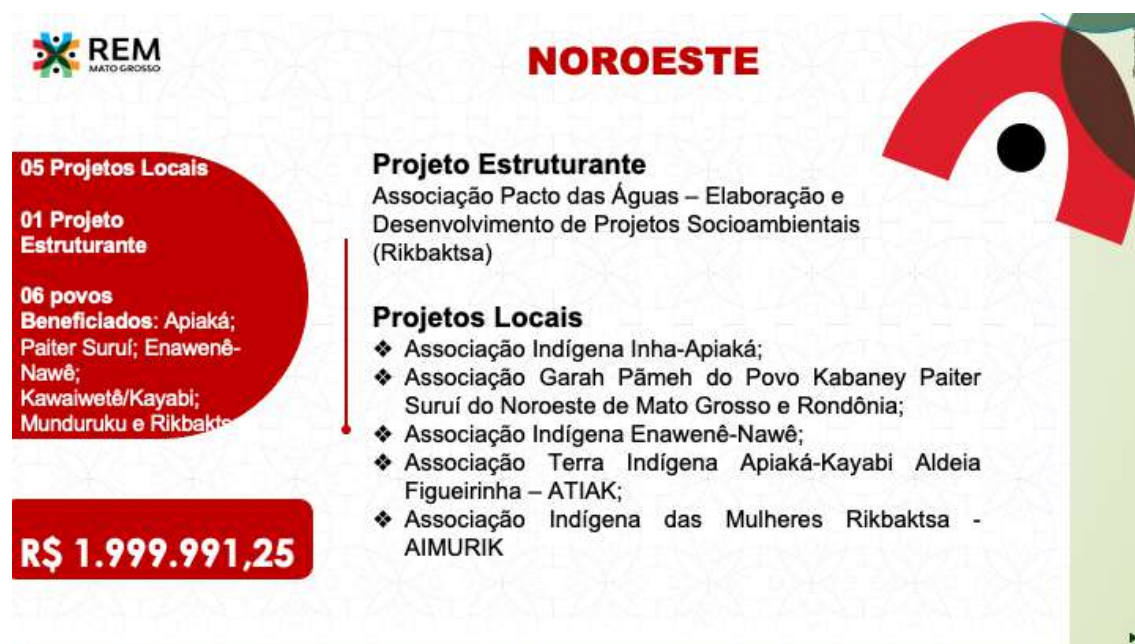 REM
MATO GROSSO
NOROESTE
05 Projetos Locais
01 Projeto
Estruturante
06 povos
Beneficiados: Apiaká;
Paiter Suruí; Enawenê-
Nawê;
Kawaiwetê/Kayabi;
Munduruku e Rikbakts
R$ 1.999.991,25
Projeto Estruturante
Associação Pacto das Águas – Elaboração e
Desenvolvimento de Projetos Socioambientais
(Rikbaktsa)
Projetos Locais
❖ Associação Indígena Inha-Apiaká;
❖ Associação Garah Pãmeh do Povo Kabaney Paiter
Suruí do Noroeste de Mato Grosso e Rondônia;
❖ Associação Indígena Enawenê-Nawê;
❖ Associação Terra Indígena Apiaká-Kayabi Aldeia
Figueirinha – ATIAK;
❖ Associação Indígena das Mulheres Rikbaktsa -
AIMURIK